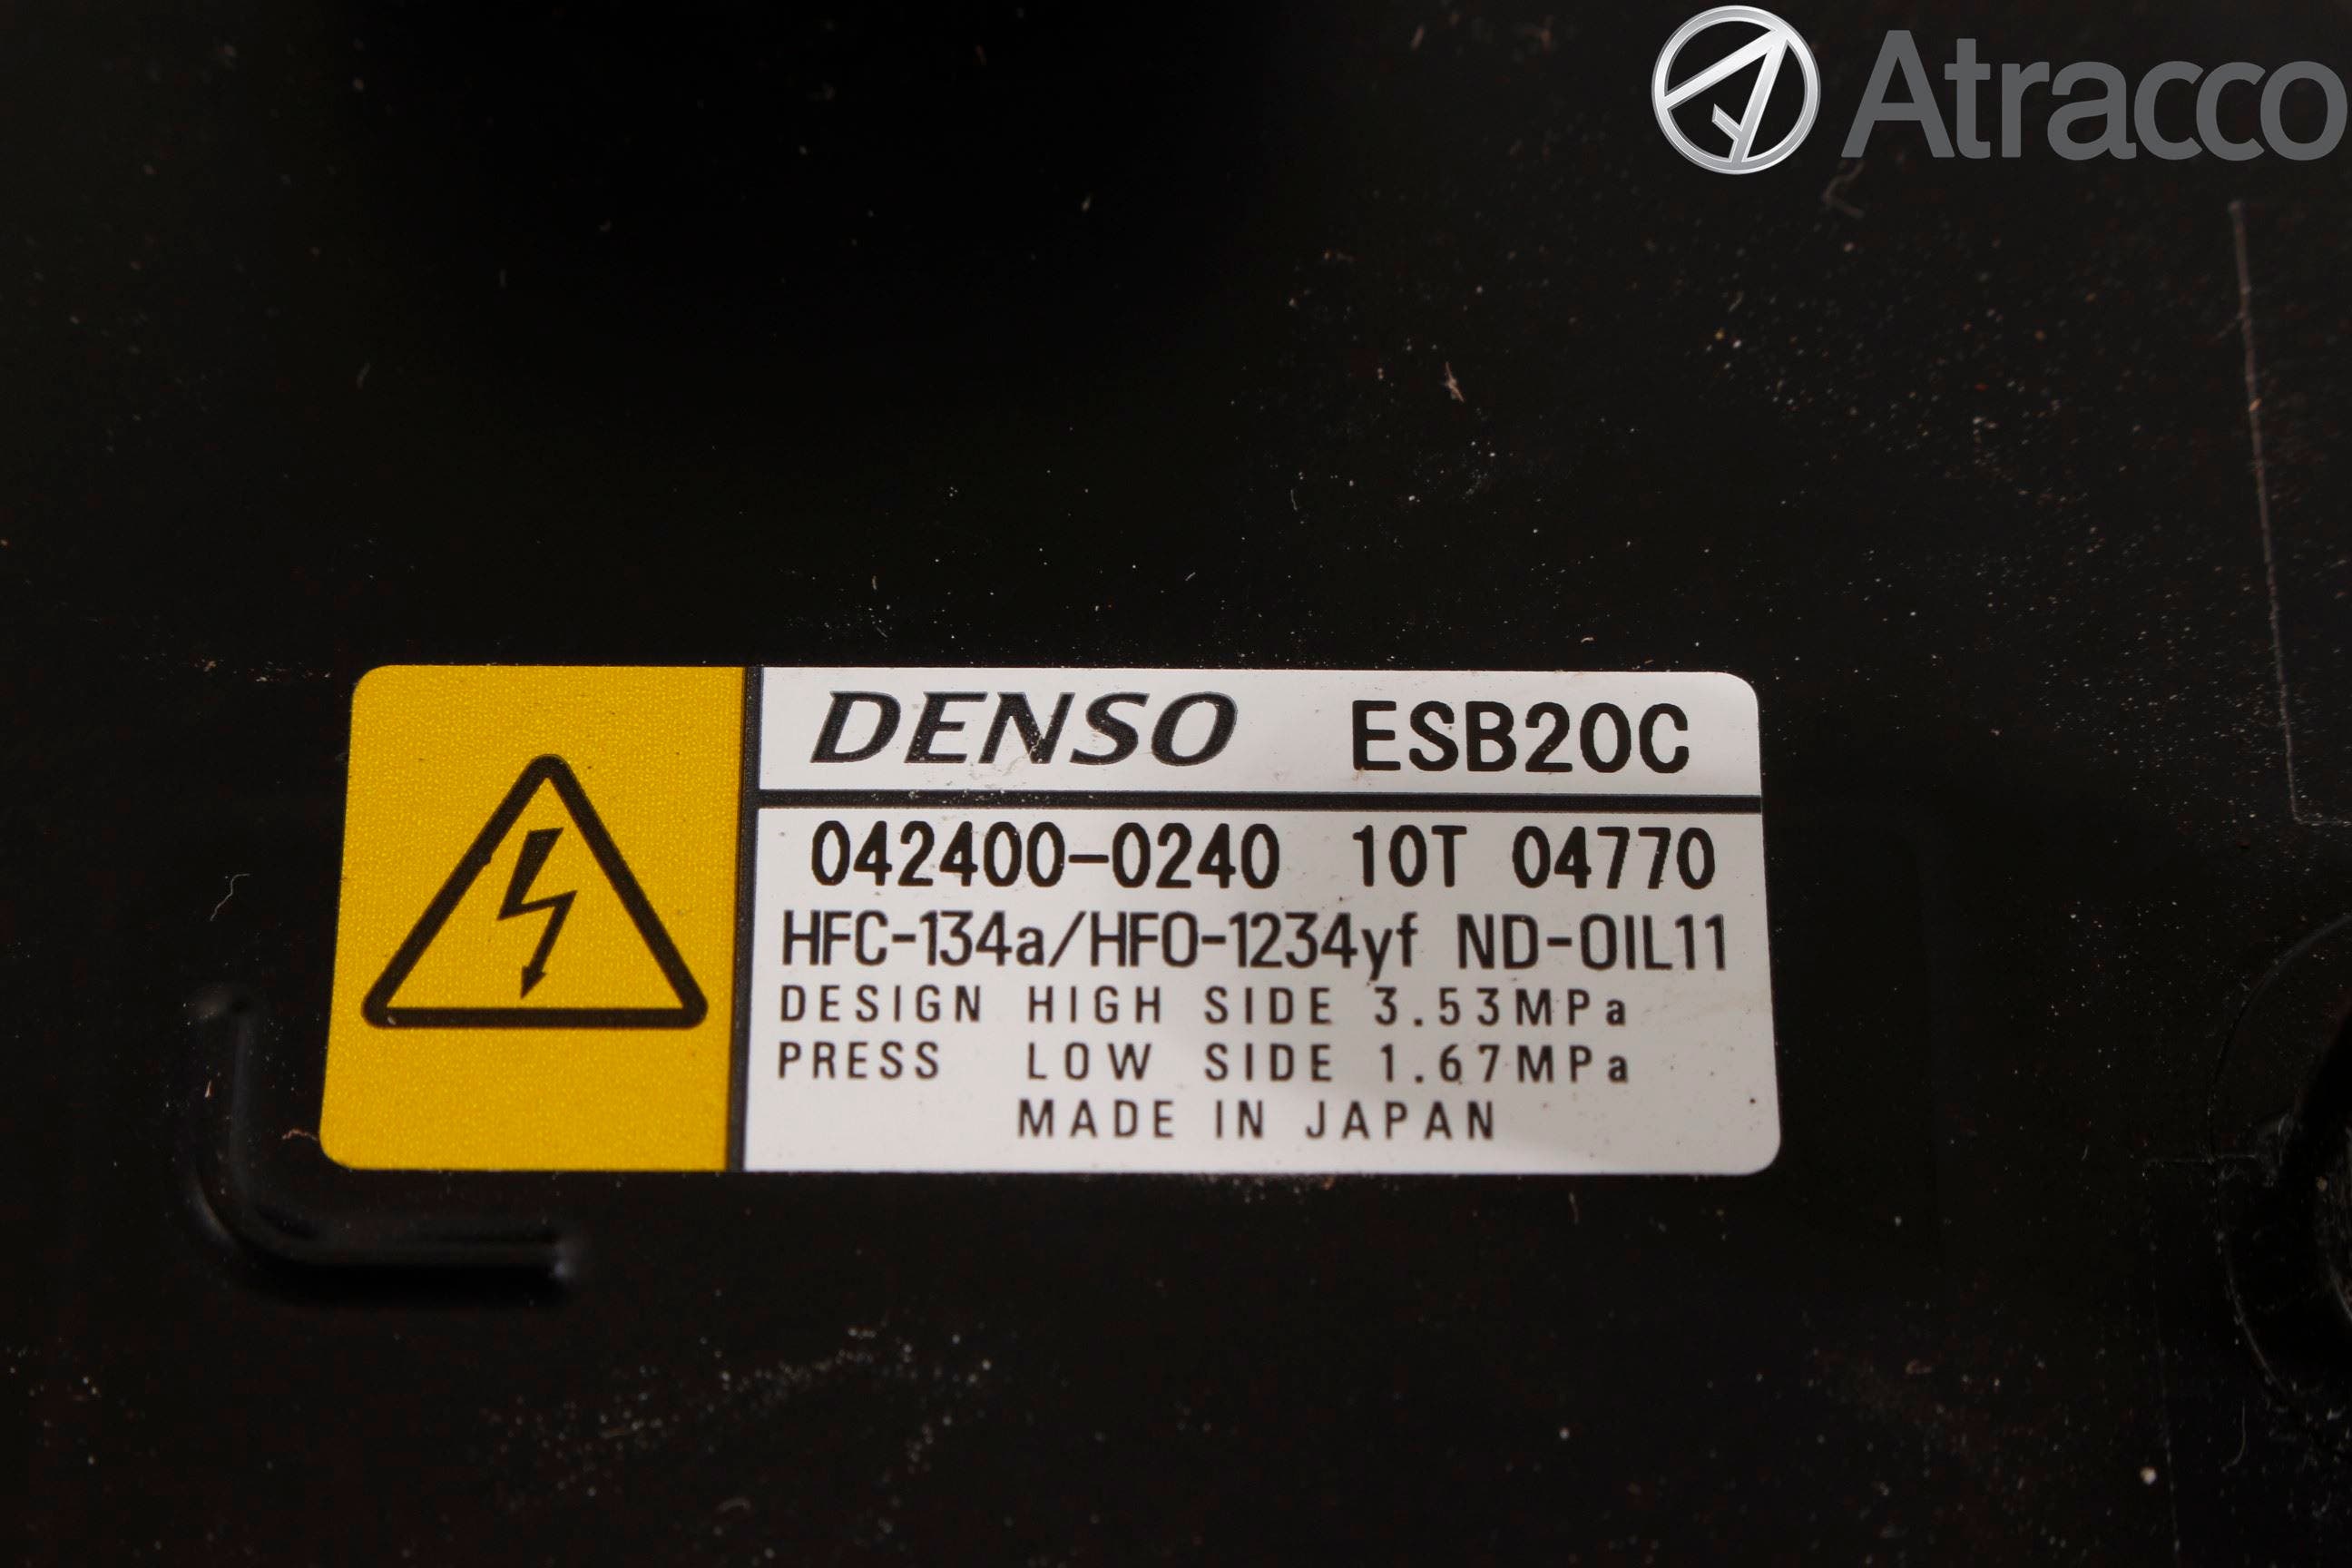 Atracco
DENSO ESB20C
042400-0240 10T 04770
HFC-134a/HFO-1234yf ND-OIL11
DESIGN HIGH SIDE 3.53MPa
PRESS LOW SIDE 1.67MPa
MADE IN JAPAN